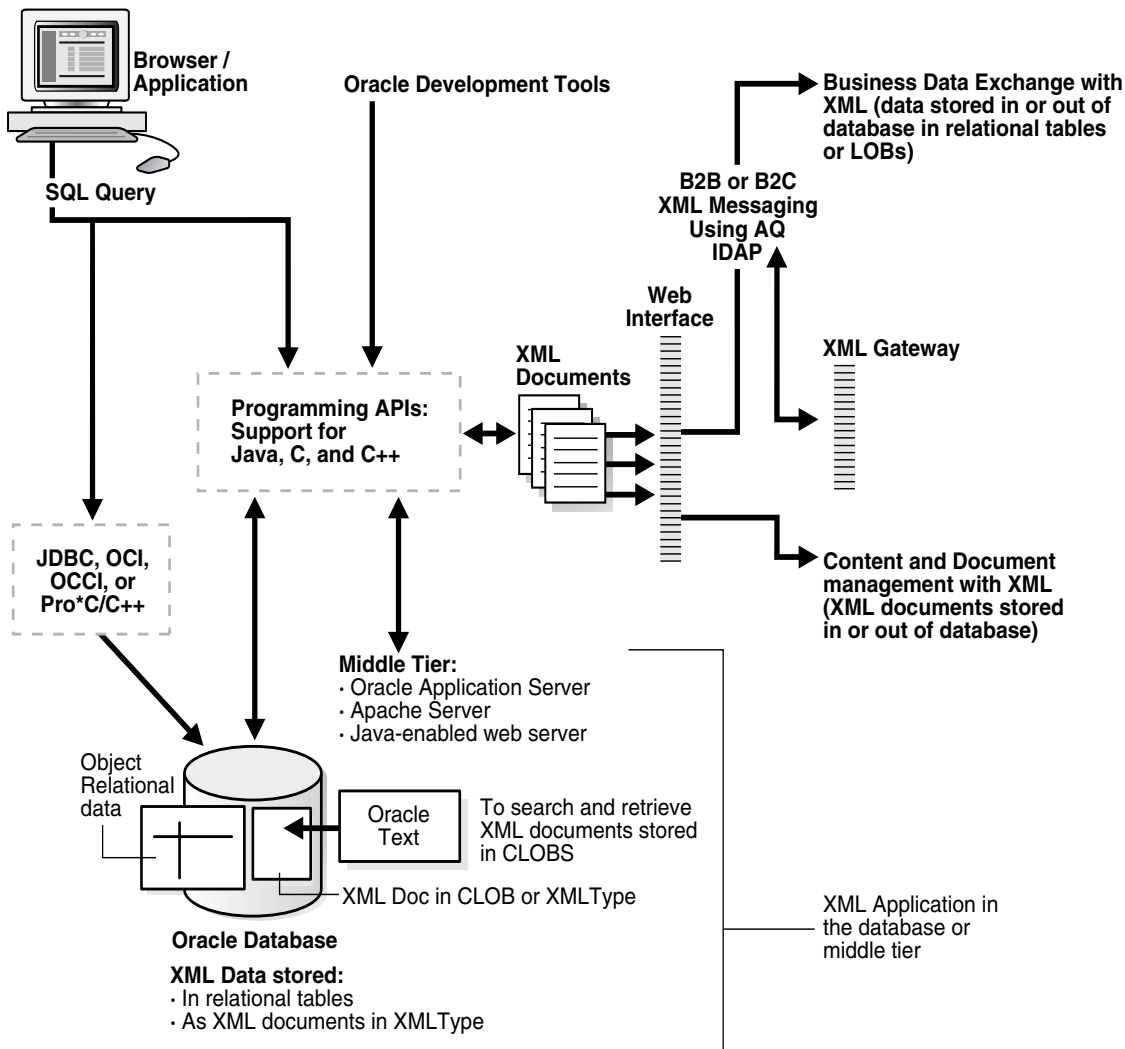 Browser /
Application
Oracle Development Tools
Business Data Exchange with
XML (data stored in or out of
database in relational tables
or LOBs)
SQL Query
B2B or B2C
XML Messaging
Using AQ
IDAP
Web
Interface
XML Gateway
XML
Documents
Programming APIs:
Support for
Java, C, and C++
JDBC, OCI,
OCCI, or
Pro*C/C++
Content and Document
management with XML
(XML documents stored
in or out of database)
Middle Tier:
· Oracle Application Server
· Apache Server
· Java-enabled web server
Object
Relational
data
Oracle
Text
To search and retrieve
XML documents stored
in CLOBS
XML Doc in CLOB or XMLType
XML Application in
the database or
middle tier
Oracle Database
XML Data stored:
· In relational tables
· As XML documents in XMLType